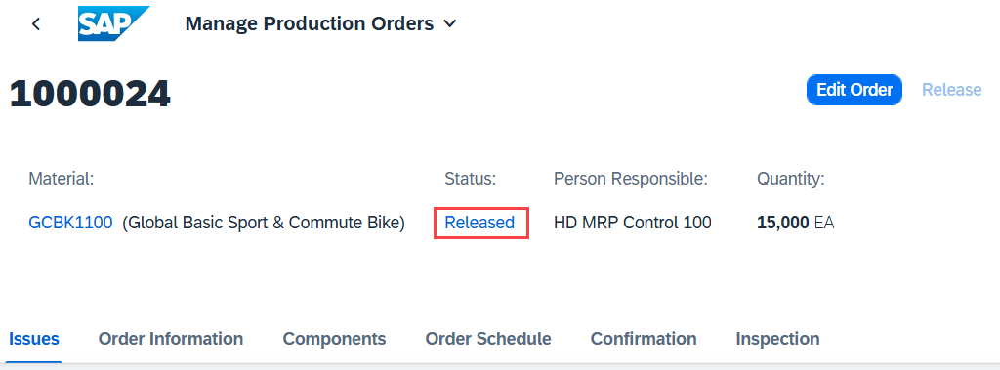 SAP Manage Production Orders
1000024 Edit Order Release
Material: Status: Person Responsible: Quantity:
GCBK1100 (Global Basic Sport & Commute Bike) Released HD MRP Control 100 15,000 EA
Issues Order Information Components Order Schedule Confirmation Inspection